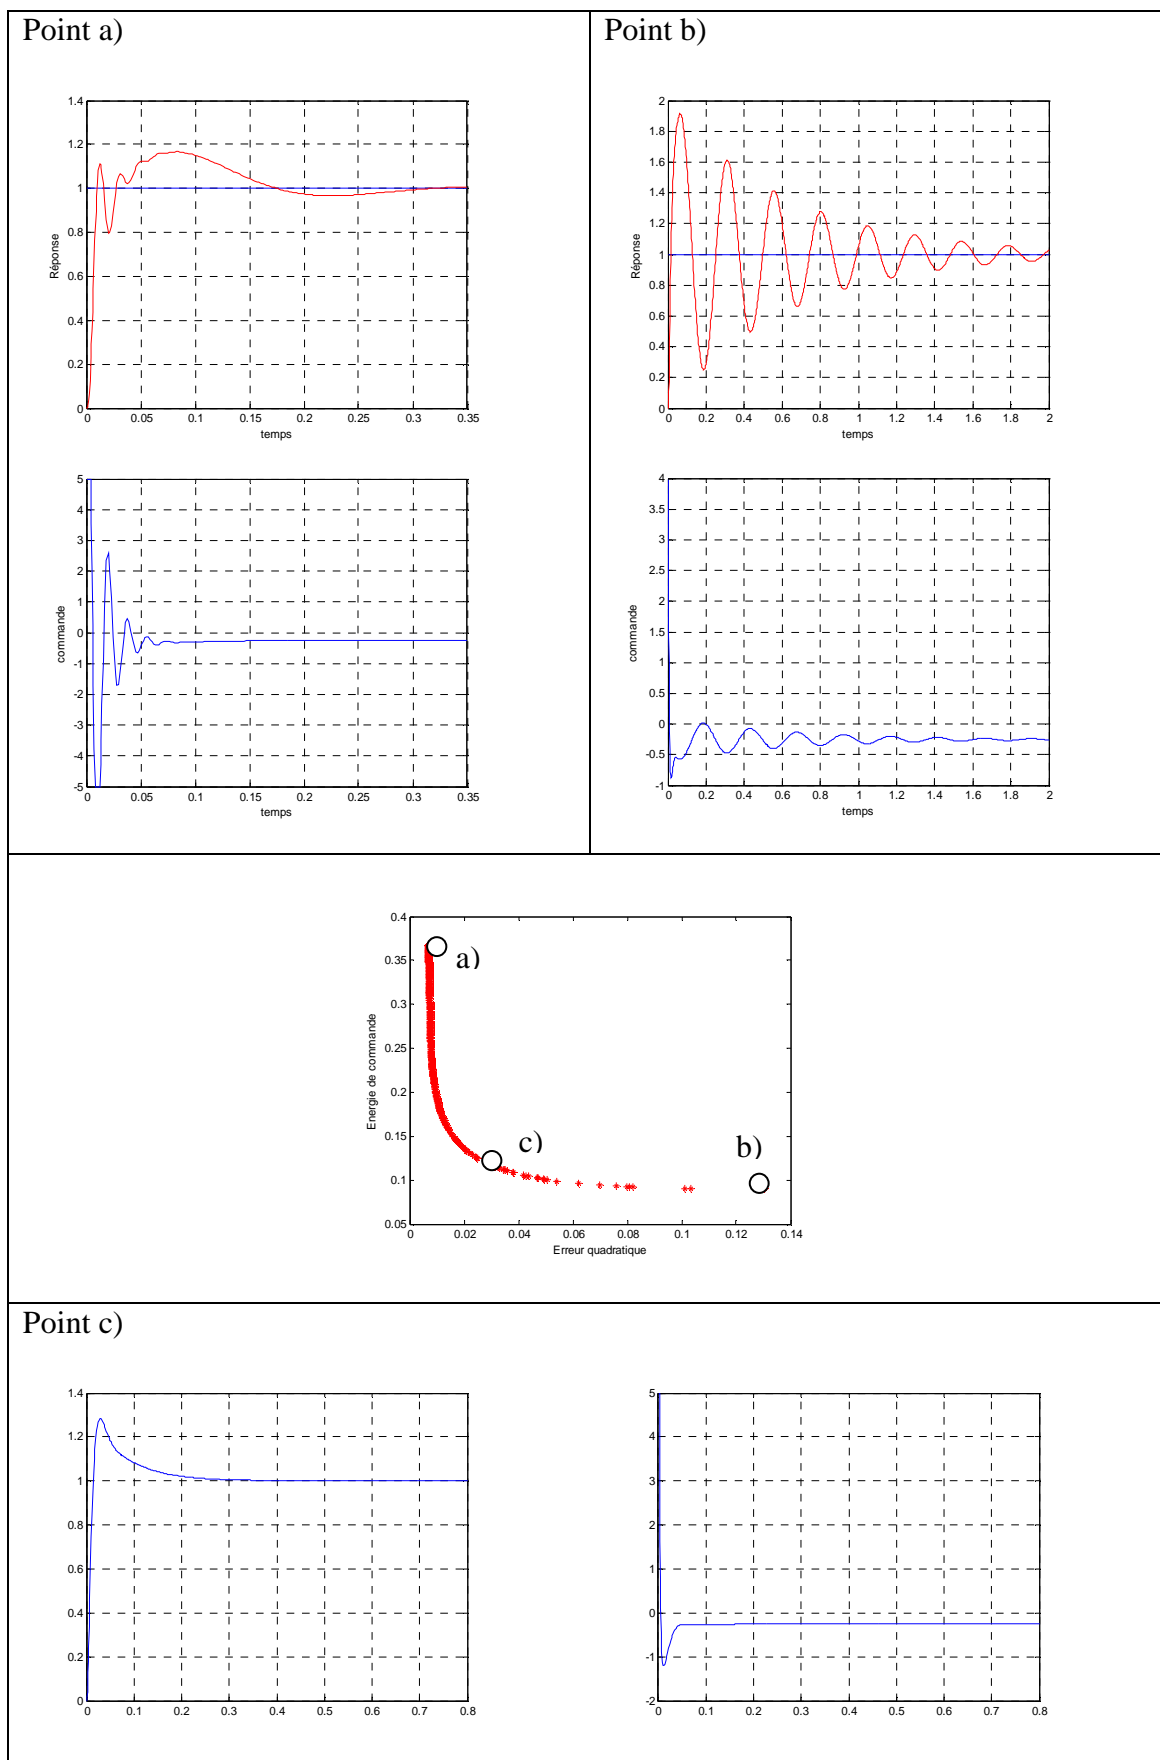 Point a)
Point b)
1.4
1.2
1
0.8
0.6
0.4
0.2
0
Réponse
0 0.05 0.1 0.15 0.2 0.25 0.3 0.35
temps
2
1.8
1.6
1.4
1.2
1
0.8
0.6
0.4
0.2
0
Réponse
0 0.2 0.4 0.6 0.8 1 1.2 1.4 1.6 1.8 2
temps
5
4
3
2
1
0
-1
-2
-3
-4
-5
commande
0 0.05 0.1 0.15 0.2 0.25 0.3 0.35
temps
4
3.5
3
2.5
2
1.5
1
0.5
0
-0.5
-1
commande
0 0.2 0.4 0.6 0.8 1 1.2 1.4 1.6 1.8 2
temps
0.4
0.35
0.3
0.25
0.2
0.15
0.1
0.05
Energie de commande
a)
c)
b)
0 0.02 0.04 0.06 0.08 0.1 0.12 0.14
Erreur quadratique
Point c)
1.4
1.2
1
0.8
0.6
0.4
0.2
0
0 0.1 0.2 0.3 0.4 0.5 0.6 0.7 0.8
5
4
3
2
1
0
-1
-2
0 0.1 0.2 0.3 0.4 0.5 0.6 0.7 0.8